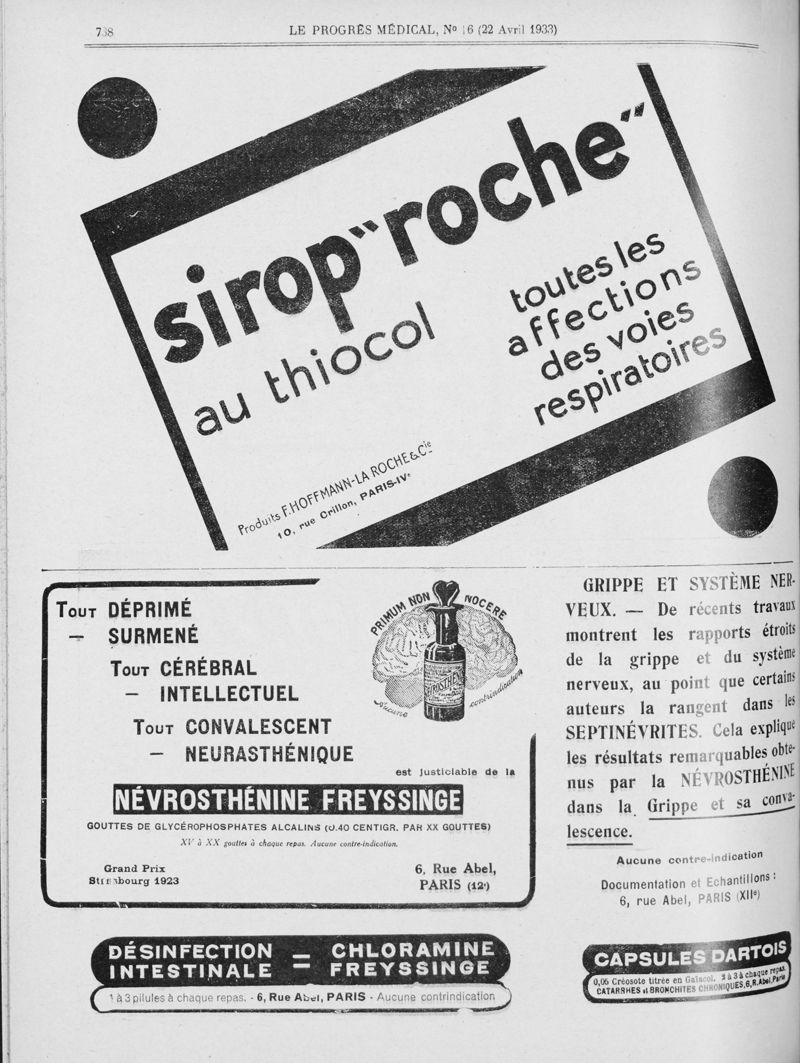 738
LE PROGRÈS MÉDICAL, No 16 (22 Avril 1933)
sirop "roche"
au thiocol
toutes les
affections
des voies
respiratoires
Produits F. HOFFMANN-LA ROCHE & Cie
10, rue Crillon, PARIS-IVe
TOUT DÉPRIMÉ
— SURMENÉ
TOUT CÉRÉBRAL
— INTELLECTUEL
TOUT CONVALESCENT
— NEURASTHÉNIQUE
PRIMUM NON NOCERE
Aucune contrindication
est justiciable de la
NÉVROSTHÉNINE FREYSSINGE
GOUTTES DE GLYCÉROPHOSPHATES ALCALINS (0.40 CENTIGR. PAR XX GOUTTES)
XV à XX gouttes à chaque repas. Aucune contre-indication.
Grand Prix
Strasbourg 1923
6, Rue Abel,
PARIS (12e)
GRIPPE ET SYSTÈME NER-
VEUX. — De récents travaux
montrent les rapports étroits
de la grippe et du système
nerveux, au point que certains
auteurs la rangent dans les
SEPTINÉVRITES. Cela explique
les résultats remarquables obte-
nus par la NÉVROSTHÉNINE
dans la Grippe et sa conva-
lescence.
Aucune contre-indication
Documentation et Echantillons :
6, rue Abel, PARIS (XIIe)
DÉSINFECTION = CHLORAMINE
INTESTINALE FREYSSINGE
1 à 3 pilules à chaque repas. - 6, Rue Abel, PARIS - Aucune contrindication
CAPSULES DARTOIS
0,05 Créosote titrée en Gaïacol. 2 à 3 à chaque repas.
CATARRHES et BRONCHITES CHRONIQUES, 6, R. Abel, Paris